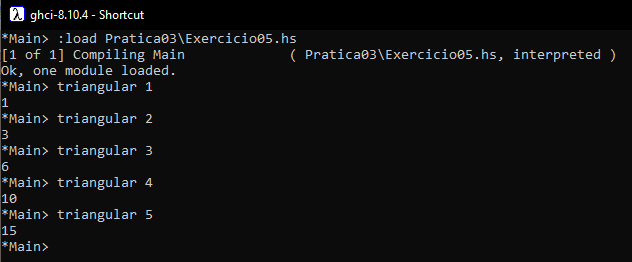 ghci-8.10.4 - Shortcut
*Main> :load Pratica03\Exercicio05.hs
[1 of 1] Compiling Main             ( Pratica03\Exercicio05.hs, interpreted )
Ok, one module loaded.
*Main> triangular 1
1
*Main> triangular 2
3
*Main> triangular 3
6
*Main> triangular 4
10
*Main> triangular 5
15
*Main>